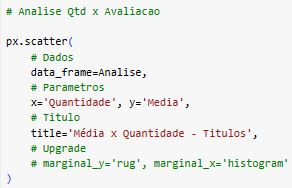 # Analise Qtd x Avaliacao
px.scatter(
# Dados
data_frame=Analise,
# Parametros
x='Quantidade', y='Media',
# Titulo
title='Média x Quantidade - Titulos',
# Upgrade
# marginal_y='rug', marginal_x='histogram'
)